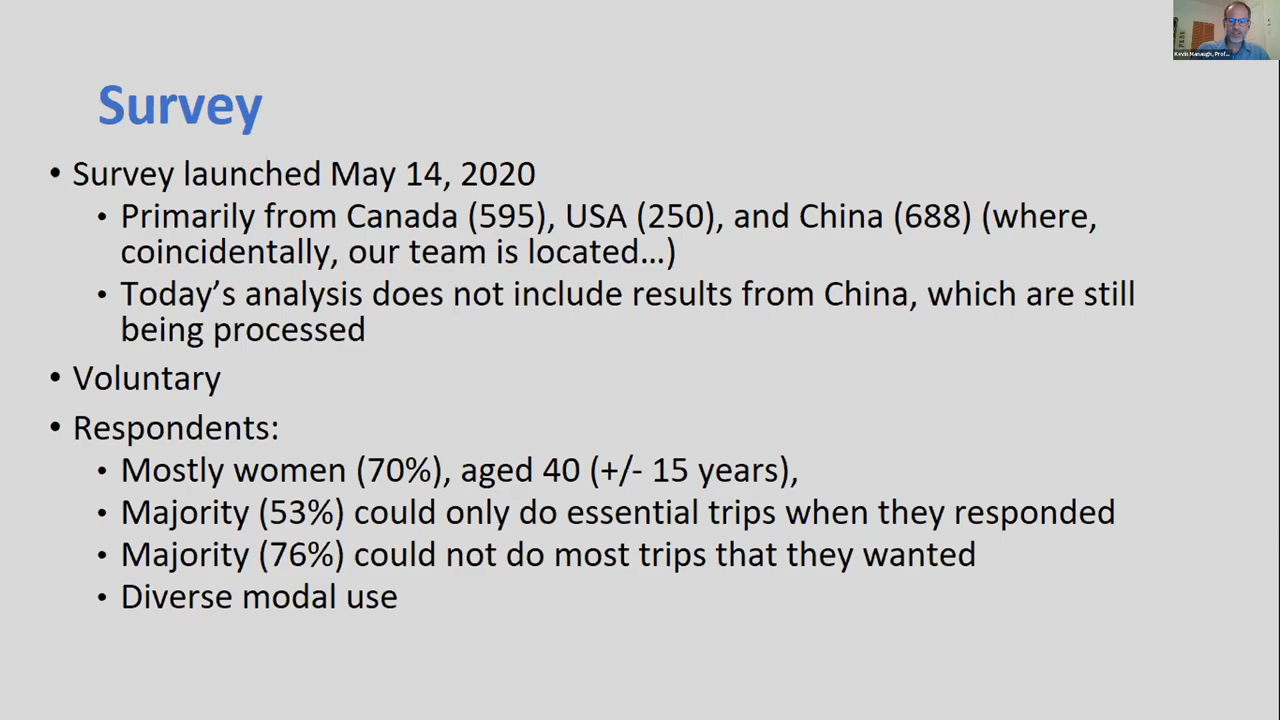 Survey
• Survey launched May 14, 2020
• Primarily from Canada (595), USA (250), and China (688) (where,
coincidentally, our team is located…)
• Today’s analysis does not include results from China, which are still
being processed
• Voluntary
• Respondents:
• Mostly women (70%), aged 40 (+/- 15 years),
• Majority (53%) could only do essential trips when they responded
• Majority (76%) could not do most trips that they wanted
• Diverse modal use
Kevin Manaugh, Prof...